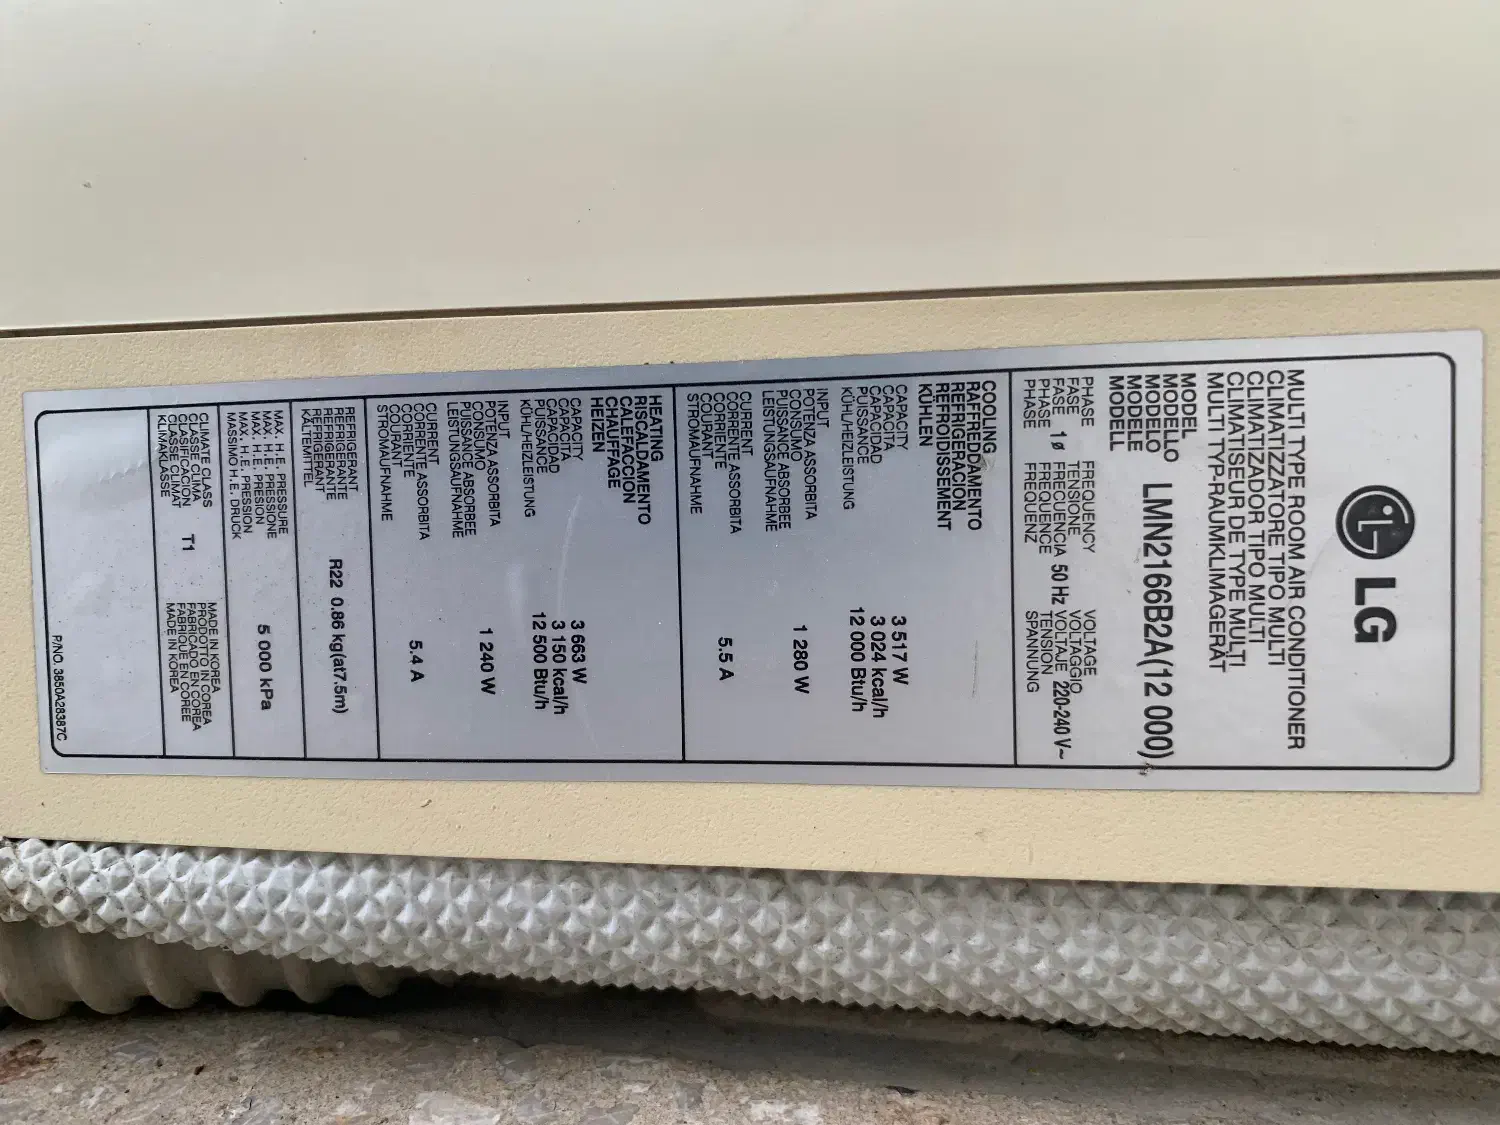 LG
MULTI TYPE ROOM AIR CONDITIONER
CLIMATIZZATORE TIPO MULTI
CLIMATIZADOR TIPO MULTI
CLIMATISEUR DE TYPE MULTI
MULTI TYP-RAUMKLIMAGERÄT
MODEL
MODELLO
MODELO
MODELE
MODELL
LMN2166B2A(12 000)
PHASE
FASE
PHASE
1ø
FREQUENCY
TENSIONE
FRECUENCIA
FREQUENCE
FREQUENZ
50 Hz
VOLTAGE
VOLTAGGIO
VOLTAJE
TENSION
SPANNUNG
220-240 V~
COOLING
RAFFREDDAMENTO
REFRIGERACIÓN
REFROIDISSEMENT
KÜHLEN
CAPACITY
CAPACITA
CAPACIDAD
PUISSANCE
KÜHL/HEIZLEISTUNG
3 517 W
3 024 kcal/h
12 000 Btu/h
INPUT
POTENZA ASSORBITA
CONSUMO
PUISSANCE ABSORBEE
LEISTUNGSAUFNAHME
1 280 W
CURRENT
CORRENTE ASSORBITA
CORRIENTE
COURANT
STROMAUFNAHME
5.5 A
HEATING
RISCALDAMENTO
CALEFACCION
CHAUFFAGE
HEIZEN
CAPACITY
CAPACITA
CAPACIDAD
PUISSANCE
KÜHL/HEIZLEISTUNG
3 663 W
3 150 kcal/h
12 500 Btu/h
INPUT
POTENZA ASSORBITA
CONSUMO
PUISSANCE ABSORBEE
LEISTUNGSAUFNAHME
1 240 W
CURRENT
CORRENTE ASSORBITA
CORRIENTE
COURANT
STROMAUFNAHME
5.4 A
REFRIGERANT
REFRIGERANTE
REFRIGERANTE
REFRIGERANT
KÄLTEMITTEL
R22 0.86 kg(at7.5m)
MAX. H.E. PRESSURE
MAX. H.E. PRESSIONE
MAX. H.E. PRESION
MAX. H.E. PRESSION
MASSIMO H.E. DRUCK
5 000 kPa
CLIMATE CLASS
CLASSE CLIMA
CLASIFICACION
CLASSE CLIMAT
KLIMAKLASSE
T1
MADE IN KOREA
PRODOTTO IN COREA
FABRICADO EN COREA
FABRIQUE EN COREE
MADE IN KOREA
P/NO. 3850A28387C